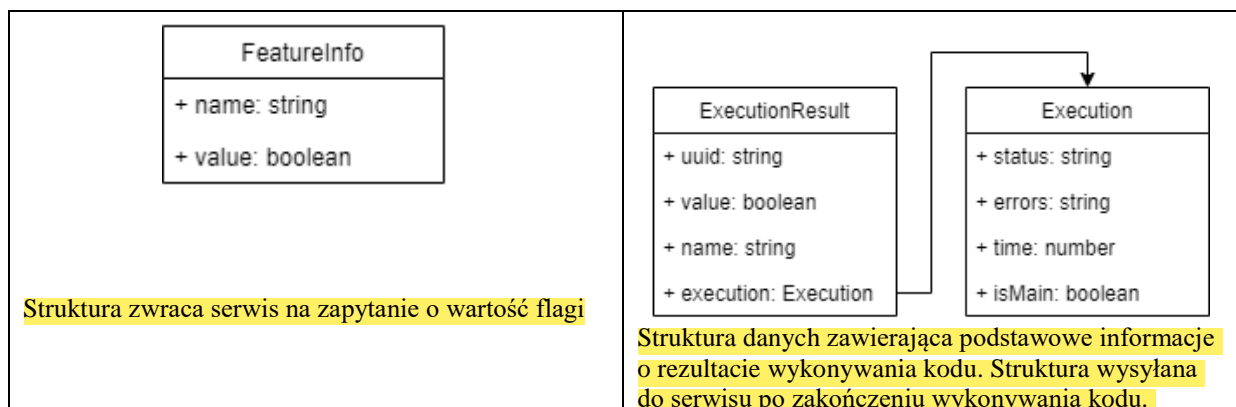 FeatureInfo
+ name: string
+ value: boolean
Struktura zwraca serwis na zapytanie o wartość flagi
ExecutionResult
+ uuid: string
+ value: boolean
+ name: string
+ execution: Execution
Execution
+ status: string
+ errors: string
+ time: number
+ isMain: boolean
Struktura danych zawierająca podstawowe informacje
o rezultacie wykonywania kodu. Struktura wysyłana
do serwisu po zakończeniu wykonywania kodu.